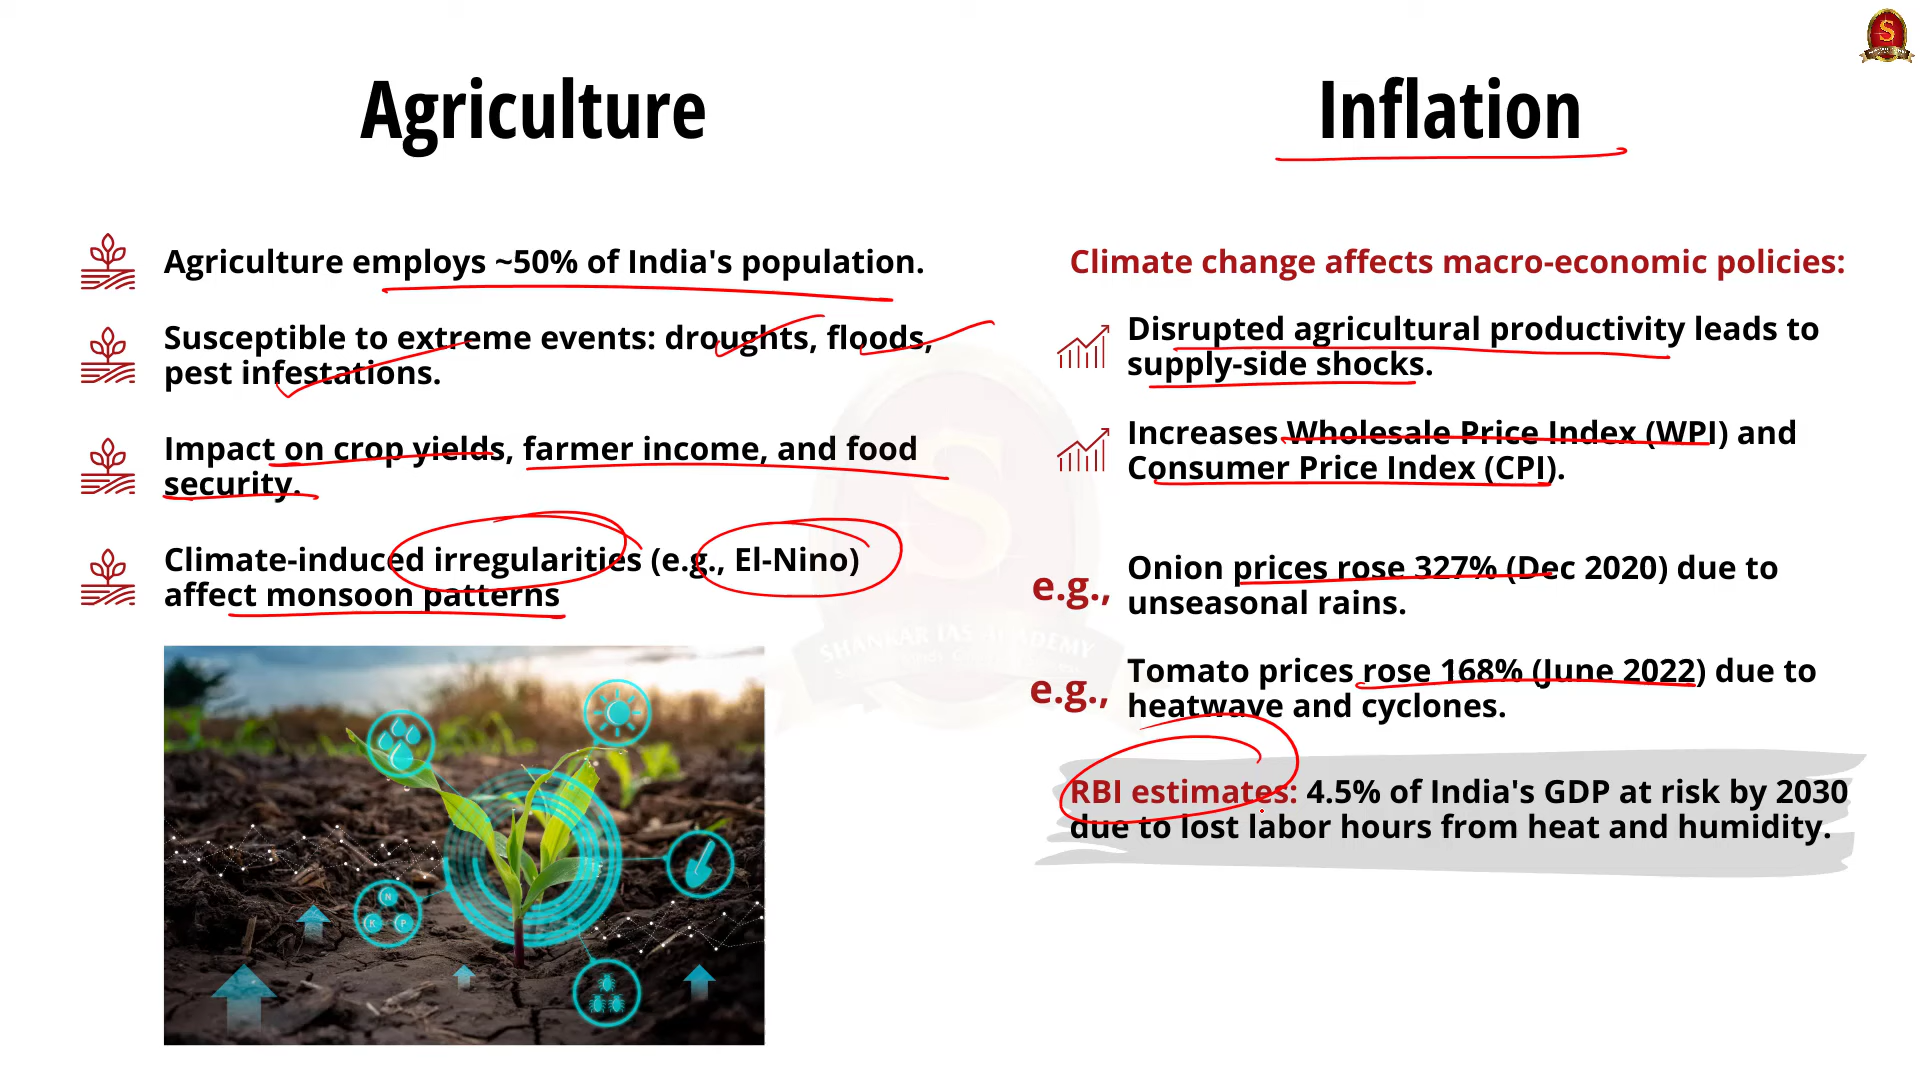 Agriculture
Agriculture employs ~50% of India's population.
Susceptible to extreme events: droughts, floods,
pest infestations.
Impact on crop yields, farmer income, and food
security.
Climate-induced irregularities (e.g., El-Nino)
affect monsoon patterns
N
K
P
Inflation
Climate change affects macro-economic policies:
Disrupted agricultural productivity leads to
supply-side shocks.
Increases Wholesale Price Index (WPI) and
Consumer Price Index (CPI).
e.g., Onion prices rose 327% (Dec 2020) due to
unseasonal rains.
e.g., Tomato prices rose 168% (June 2022) due to
heatwave and cyclones.
RBI estimates: 4.5% of India's GDP at risk by 2030
due to lost labor hours from heat and humidity.
S
S
SHANKAR IAS ACADEMY